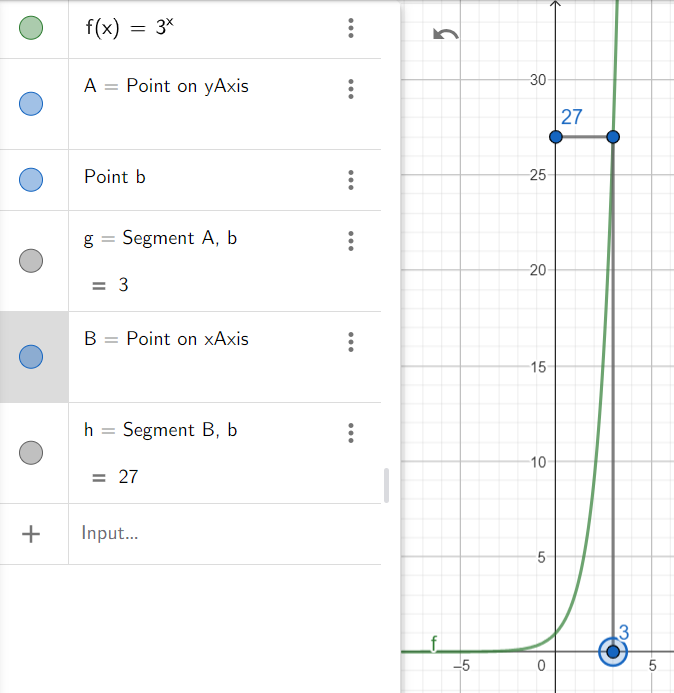 f(x) = 3ˣ
A = Point on yAxis
Point b
g = Segment A, b
= 3
B = Point on xAxis
h = Segment B, b
= 27
+ Input...
30
27
25
20
15
10
5
f
3
−5
0
5